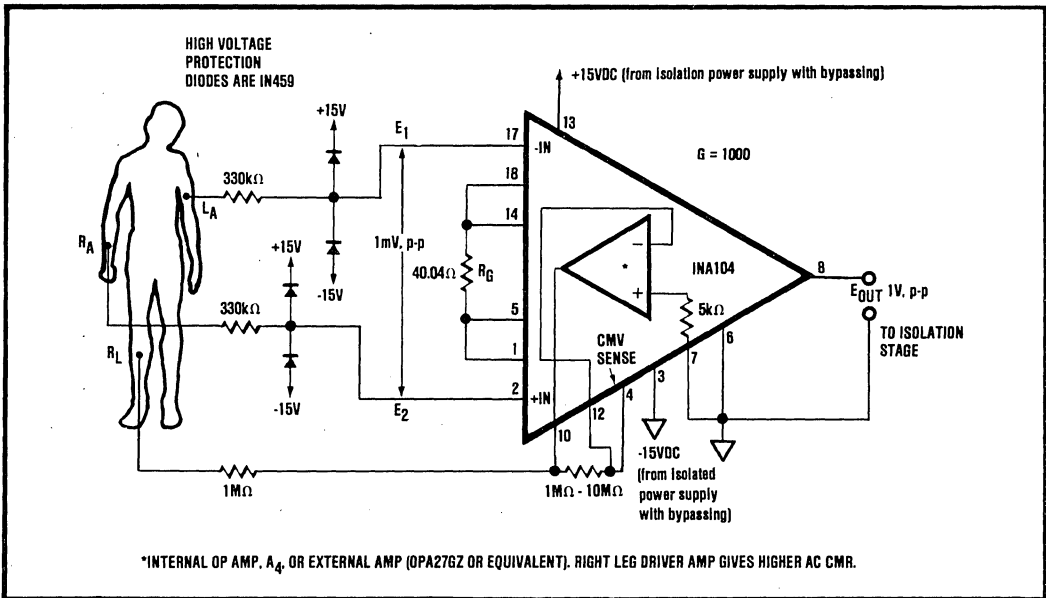 HIGH VOLTAGE
PROTECTION
DIODES ARE IN459
+15VDC (from isolation power supply with bypassing)
+15V
E1
17
-IN
13
G = 1000
330kΩ
LA
18
14
RA
+15V
1mV, p-p
-15V
40.04Ω
RG
*
-
+
INA104
8
EOUT 1V, p-p
330kΩ
5
5kΩ
TO ISOLATION
STAGE
RL
1
CMV
SENSE
7
6
-15V
2
+IN
E2
12
4
3
10
-15VDC
(from Isolated
power supply
with bypassing)
1MΩ
1MΩ - 10MΩ
*INTERNAL OP AMP, A4, OR EXTERNAL AMP (OPA27GZ OR EQUIVALENT). RIGHT LEG DRIVER AMP GIVES HIGHER AC CMR.